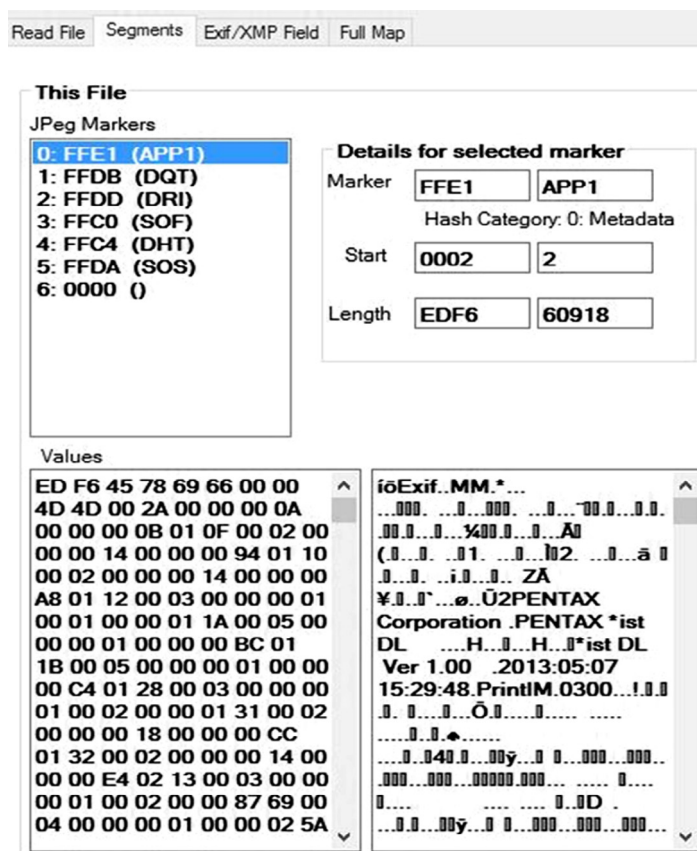 Read File Segments Exif/XMP Field Full Map
This File
JPeg Markers
0: FFE1 (APP1)
1: FFDB (DQT)
2: FFDD (DRI)
3: FFC0 (SOF)
4: FFC4 (DHT)
5: FFDA (SOS)
6: 0000 ()
Details for selected marker
Marker FFE1 APP1
Hash Category: 0: Metadata
Start 0002 2
Length EDF6 60918
Values
ED F6 45 78 69 66 00 00
4D 4D 00 2A 00 00 00 0A
00 00 00 0B 01 0F 00 02 00
00 00 14 00 00 00 94 01 10
00 02 00 00 00 14 00 00 00
A8 01 12 00 03 00 00 00 01
00 01 00 00 01 1A 00 05 00
00 00 01 00 00 00 BC 01
1B 00 05 00 00 00 01 00 00
00 C4 01 28 00 03 00 00 00
01 00 02 00 00 01 31 00 02
00 00 00 18 00 00 00 CC
01 32 00 02 00 00 00 14 00
00 00 E4 02 13 00 03 00 00
00 01 00 02 00 00 87 69 00
04 00 00 00 01 00 00 02 5A
íöExif..MM.*...
PENTAX
Corporation .PENTAX *ist
DL ....H... ...H... *ist DL
Ver 1.00 .2013:05:07
15:29:48.PrintIM.0300...!